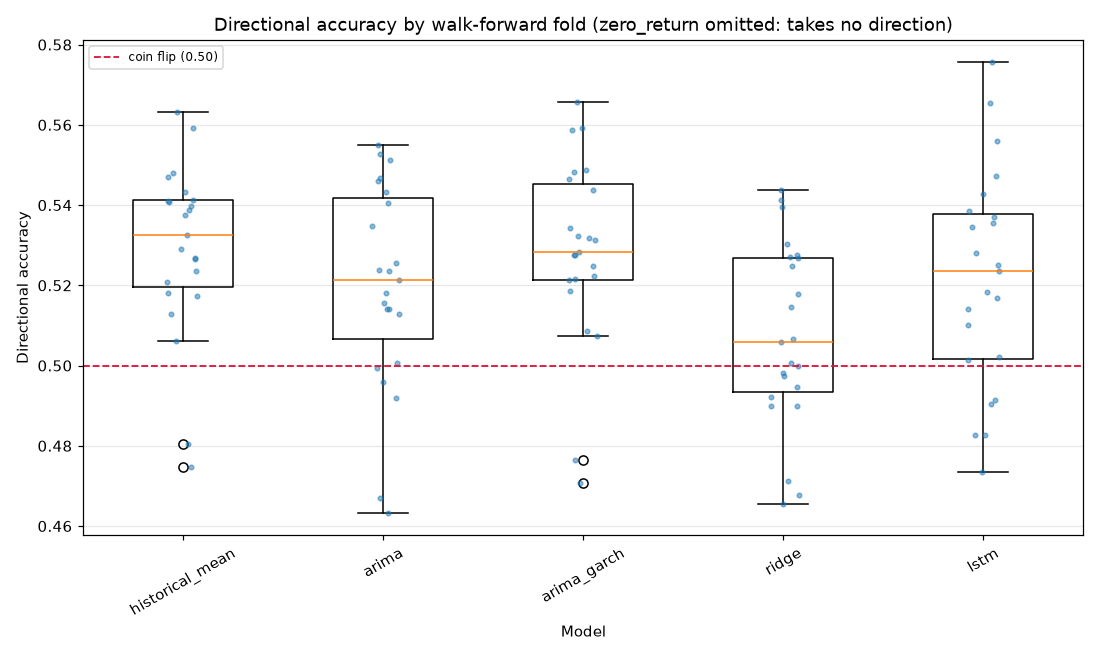 Directional accuracy by walk-forward fold (zero_return omitted: takes no direction)
coin flip (0.50)
Directional accuracy
0.58
0.56
0.54
0.52
0.50
0.48
0.46
historical_mean
arima
arima_garch
ridge
lstm
Model